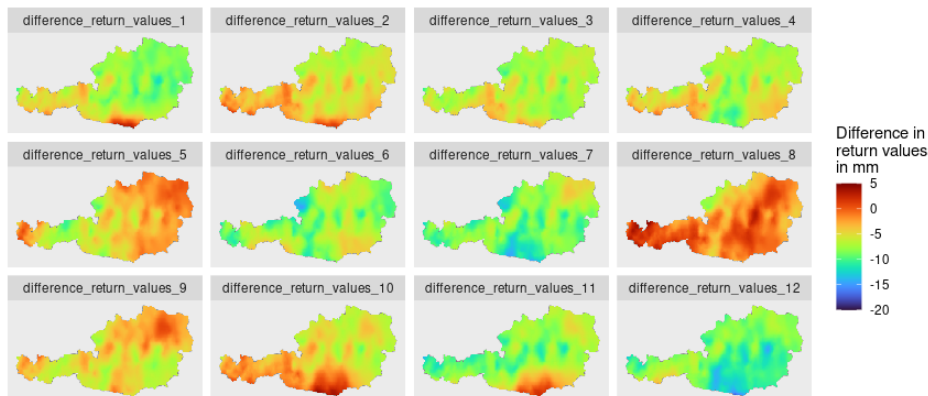 difference_return_values_1
difference_return_values_2
difference_return_values_3
difference_return_values_4
difference_return_values_5
difference_return_values_6
difference_return_values_7
difference_return_values_8
difference_return_values_9
difference_return_values_10
difference_return_values_11
difference_return_values_12
Difference in
return values
in mm
5
0
-5
-10
-15
-20